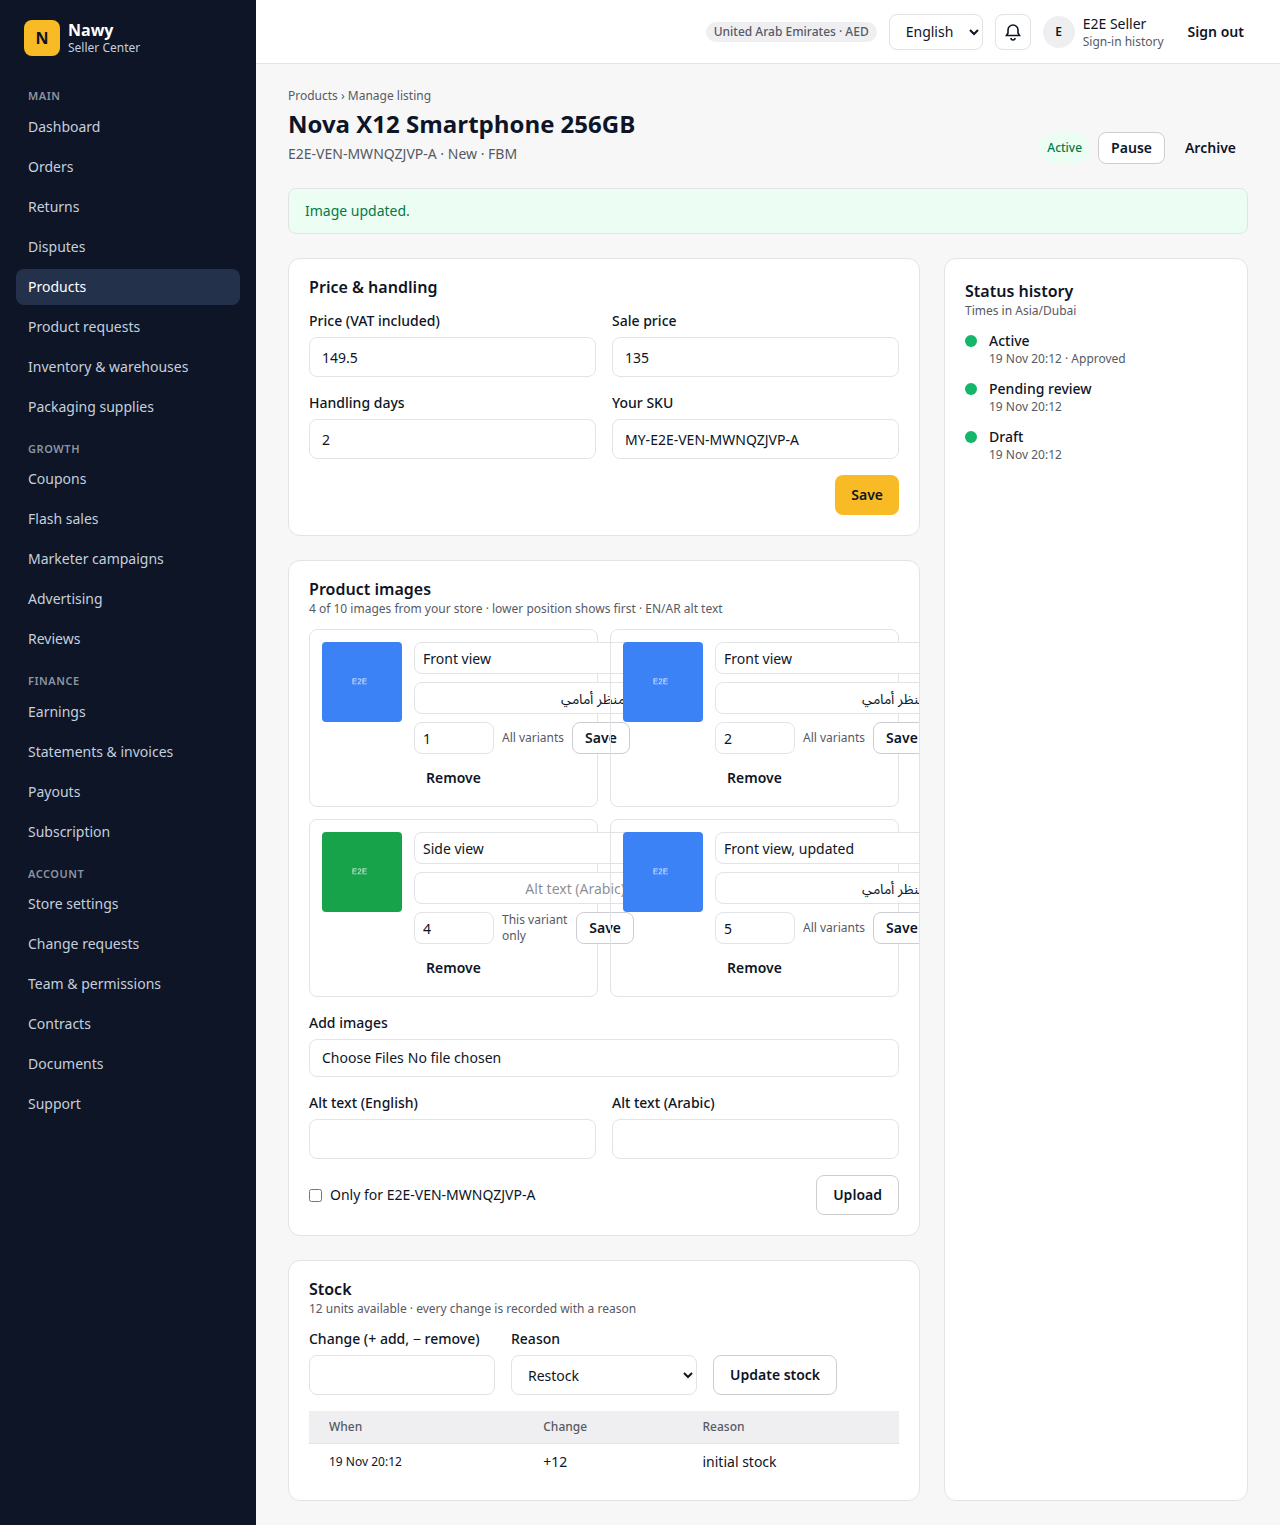 N
Nawy
Seller Center
MAIN
Dashboard
Orders
Returns
Disputes
Products
Product requests
Inventory & warehouses
Packaging supplies
GROWTH
Coupons
Flash sales
Marketer campaigns
Advertising
Reviews
FINANCE
Earnings
Statements & invoices
Payouts
Subscription
ACCOUNT
Store settings
Change requests
Team & permissions
Contracts
Documents
Support
United Arab Emirates · AED
English
E
E2E Seller
Sign-in history
Sign out
Products › Manage listing
Nova X12 Smartphone 256GB
E2E-VEN-MWNQZJVP-A · New · FBM
Active
Pause
Archive
Image updated.
Price & handling
Price (VAT included)
Sale price
149.5
135
Handling days
Your SKU
2
MY-E2E-VEN-MWNQZJVP-A
Save
Product images
4 of 10 images from your store · lower position shows first · EN/AR alt text
E2E
Front view
منظر أمامي
1
All variants
Save
Remove
E2E
Front view
منظر أمامي
2
All variants
Save
Remove
E2E
Side view
Alt text (Arabic)
4
This variant only
Save
Remove
E2E
Front view, updated
منظر أمامي
5
All variants
Save
Remove
Add images
Choose Files No file chosen
Alt text (English)
Alt text (Arabic)
Only for E2E-VEN-MWNQZJVP-A
Upload
Stock
12 units available · every change is recorded with a reason
Change (+ add, − remove)
Reason
Restock
Update stock
When Change Reason
19 Nov 20:12 +12 initial stock
Status history
Times in Asia/Dubai
Active
19 Nov 20:12 · Approved
Pending review
19 Nov 20:12
Draft
19 Nov 20:12